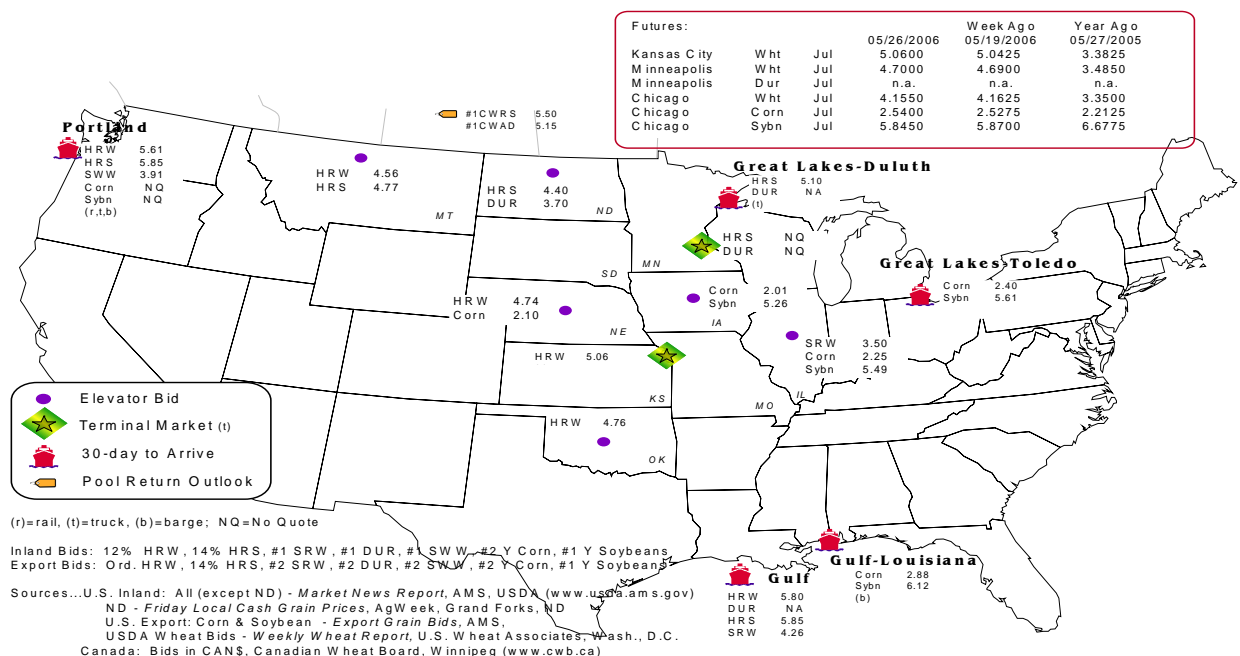 Futures:
Week Ago Year Ago
05/26/2006 05/19/2006 05/27/2005
Kansas City Wht Jul 5.0600 5.0425 3.3825
Minneapolis Wht Jul 4.7000 4.6900 3.4850
Minneapolis Dur Jul n.a. n.a. n.a.
Chicago Wht Jul 4.1550 4.1625 3.3500
Chicago Corn Jul 2.5400 2.5275 2.2125
Chicago Sybn Jul 5.8450 5.8700 6.6775
#1CWRS 5.50
#1CWAD 5.15
Portland
HRW 5.61
HRS 5.85
SWW 3.91
Corn NQ
Sybn NQ
(r,t,b)
HRW 4.56
HRS 4.77
MT
HRS 4.40
DUR 3.70
ND
Great Lakes-Duluth
HRS 5.10
DUR NA
(t)
HRS NQ
DUR NQ
MN
SD
Great Lakes-Toledo
Corn 2.40
Sybn 5.61
HRW 4.74
Corn 2.10
NE
Corn 2.01
Sybn 5.26
IA
SRW 3.50
Corn 2.25
Sybn 5.49
IL
HRW 5.06
KS
MO
HRW 4.76
OK
Elevator Bid
Terminal Market (t)
30-day to Arrive
Pool Return Outlook
(r)=rail, (t)=truck, (b)=barge; NQ=No Quote
Inland Bids: 12% HRW, 14% HRS, #1 SRW, #1 DUR, #1 SWW, #2 Y Corn, #1 Y Soybeans
Export Bids: Ord. HRW, 14% HRS, #2 SRW, #2 DUR, #2 SWW, #2 Y Corn, #1 Y Soybeans
Gulf-Louisiana
Corn 2.88
Sybn 6.12
(b)
Gulf
HRW 5.80
DUR NA
HRS 5.85
SRW 4.26
Sources...U.S. Inland: All (except ND) - Market News Report, AMS, USDA (www.usda.ams.gov)
ND - Friday Local Cash Grain Prices, AgWeek, Grand Forks, ND
U.S. Export: Corn & Soybean - Export Grain Bids, AMS,
USDA Wheat Bids - Weekly Wheat Report, U.S. Wheat Associates, Wash., D.C.
Canada: Bids in CAN$, Canadian Wheat Board, Winnipeg (www.cwb.ca)